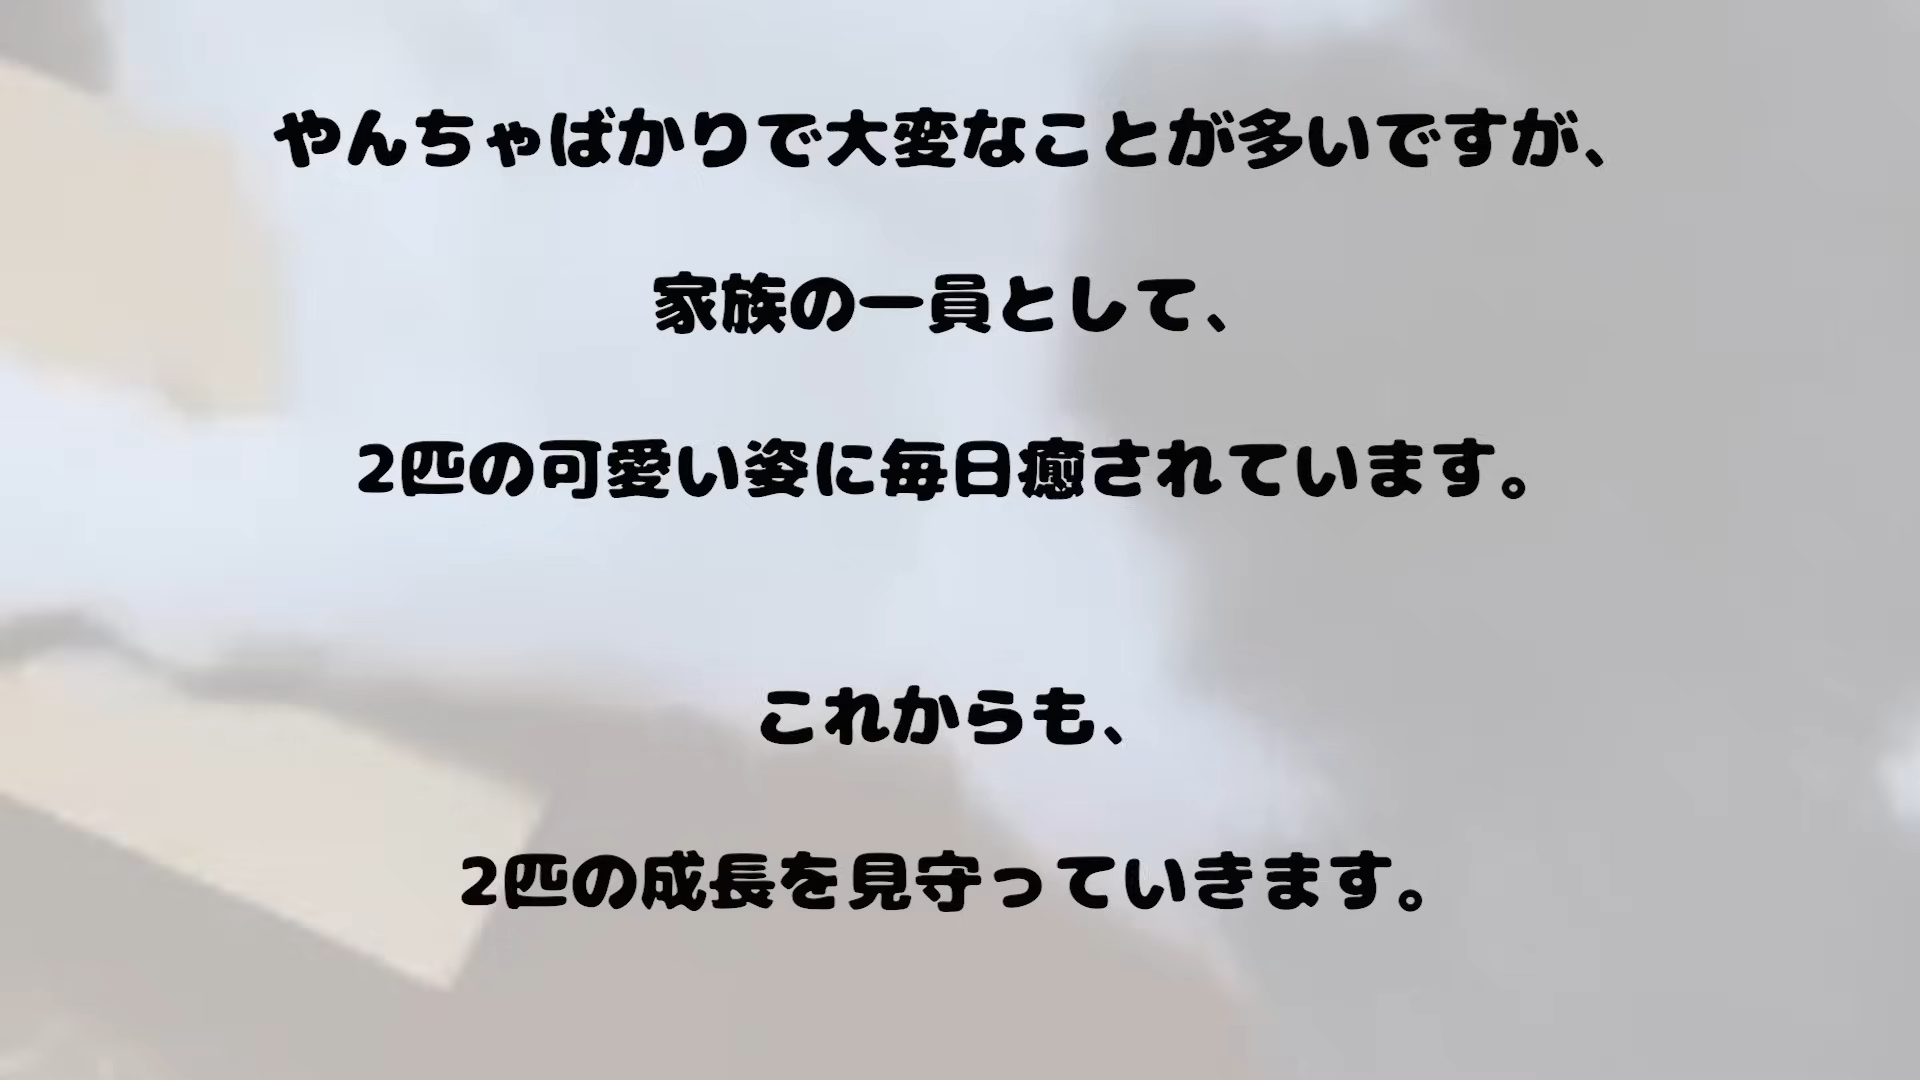 やんちゃばかりで大変なことが多いですが、
家族の一員として、
2匹の可愛い姿に毎日癒されています。
これからも、
2匹の成長を見守っていきます。